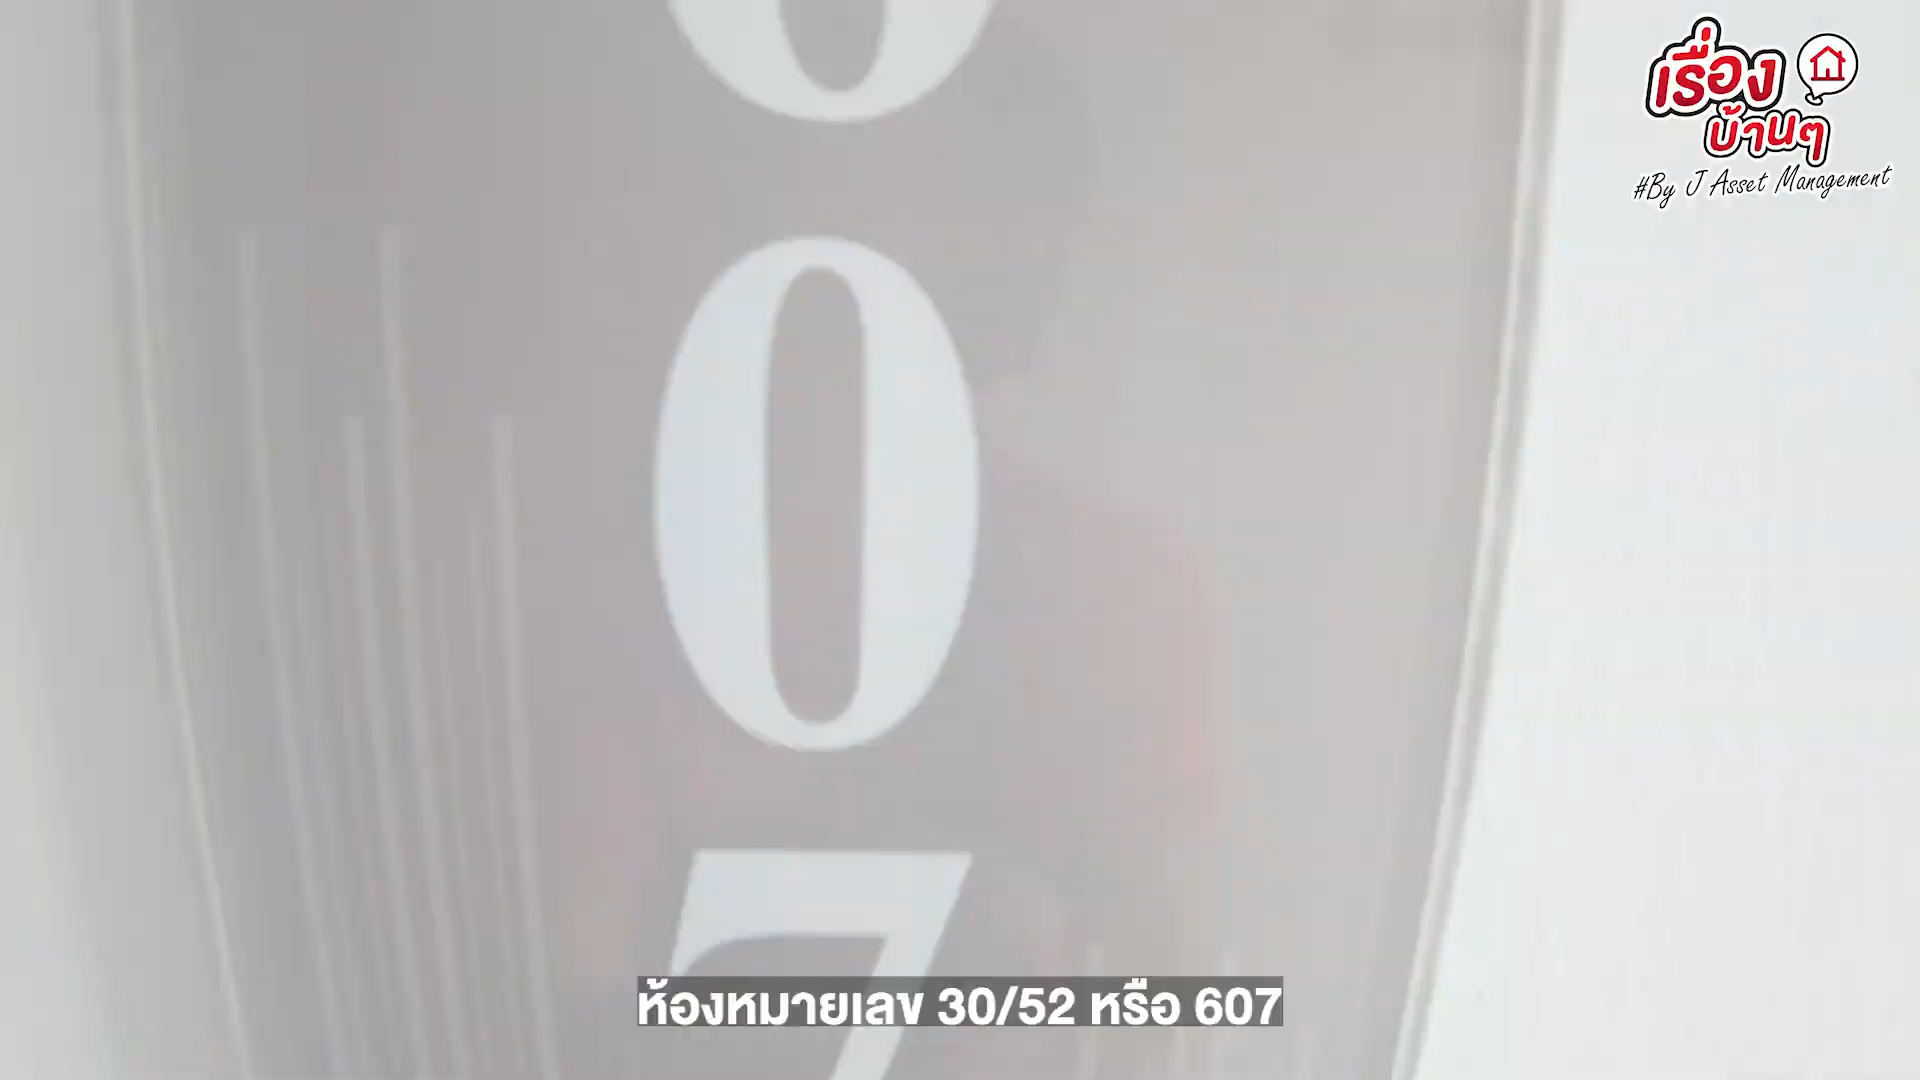 เรื่อง
บ้านๆ
#By J Asset Management
6
0
7
ห้องหมายเลข 30/52 หรือ 607